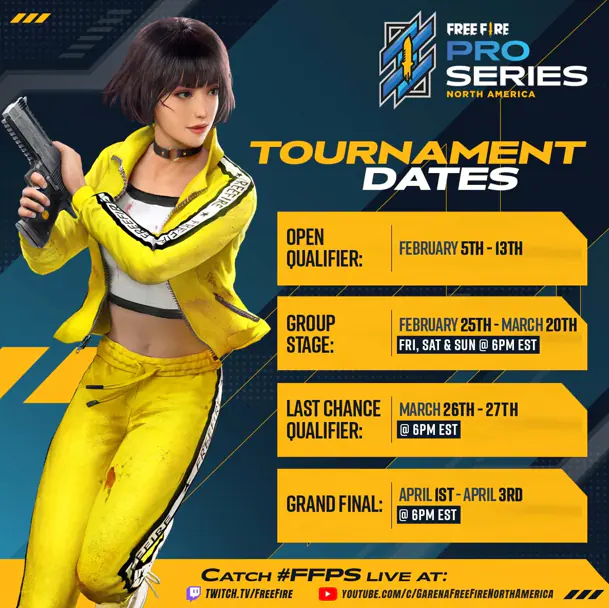 FREE FIRE
PRO
SERIES
NORTH AMERICA
TOURNAMENT
DATES
OPEN
QUALIFIER:
FEBRUARY 5TH - 13TH
GROUP
STAGE:
FEBRUARY 25TH - MARCH 20TH
FRI, SAT & SUN @ 6PM EST
LAST CHANCE
QUALIFIER:
MARCH 26TH - 27TH
@ 6PM EST
GRAND FINAL:
APRIL 1ST - APRIL 3RD
@ 6PM EST
CATCH #FFPS LIVE AT:
TWITCH.TV/FREEFIRE
YOUTUBE.COM/C/GARENAFREEFIRENORTHAMERICA